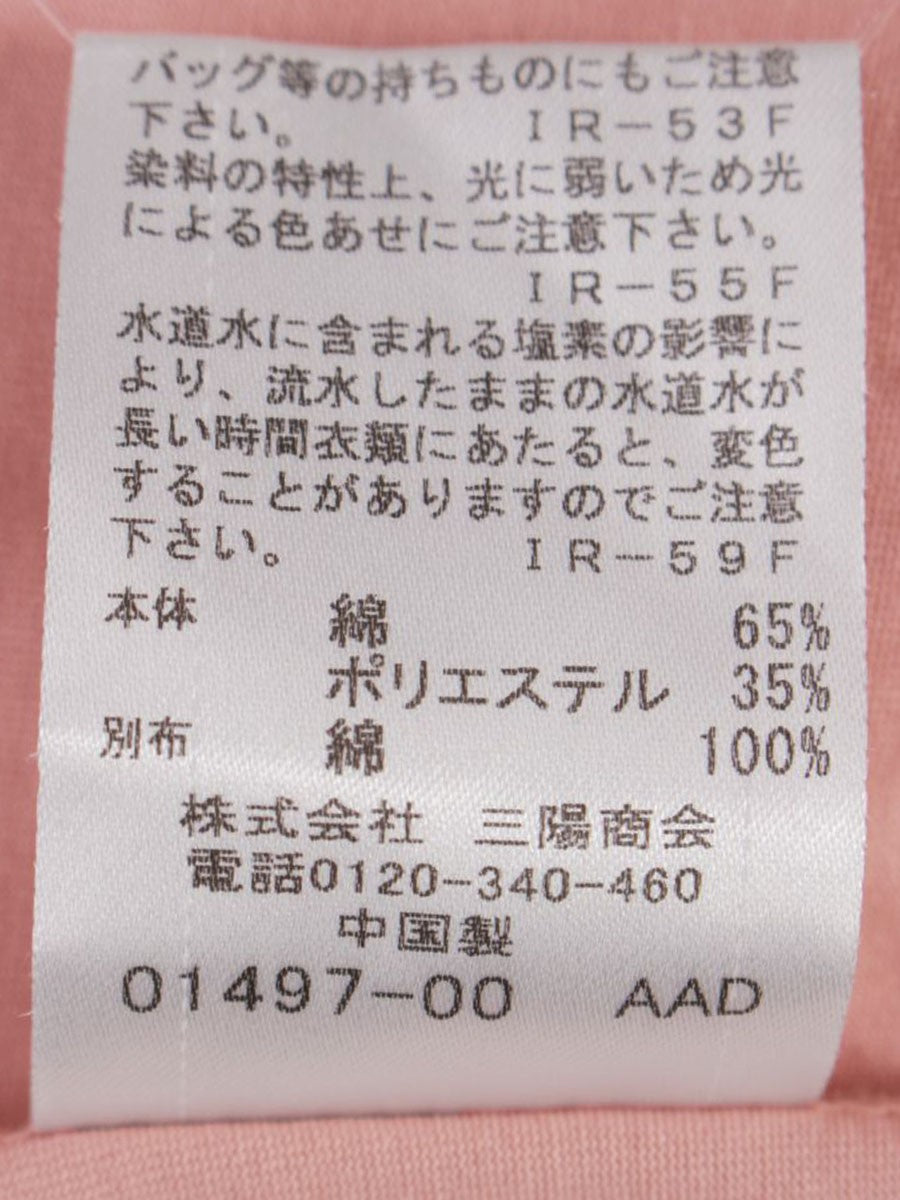 バッグ等の持ちものにもご注意
下さい。 IR-53F
染料の特性上、光に弱いため光
による色あせにご注意下さい。
IR-55F
水道水に含まれる塩素の影響に
より、流水したままの水道水が
長い時間衣類にあたると、変色
することがありますのでご注意
下さい。 IR-59F
本体 綿 65%
ポリエステル 35%
別布 綿 100%
株式会社 三陽商会
電話0120-340-460
中国製
01497-00 AAD